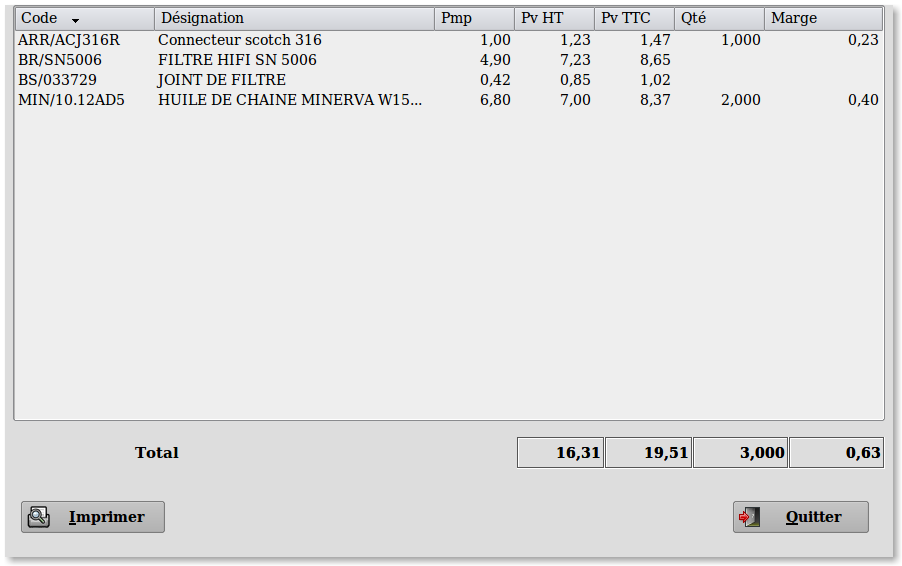 Code Désignation Pmp Pv HT Pv TTC Qté Marge
ARR/ACJ316R Connecteur scotch 316 1,00 1,23 1,47 1,000 0,23
BR/SN5006 FILTRE HIFI SN 5006 4,90 7,23 8,65
BS/033729 JOINT DE FILTRE 0,42 0,85 1,02
MIN/10.12AD5 HUILE DE CHAINE MINERVA W15... 6,80 7,00 8,37 2,000 0,40
Total 16,31 19,51 3,000 0,63
Imprimer Quitter